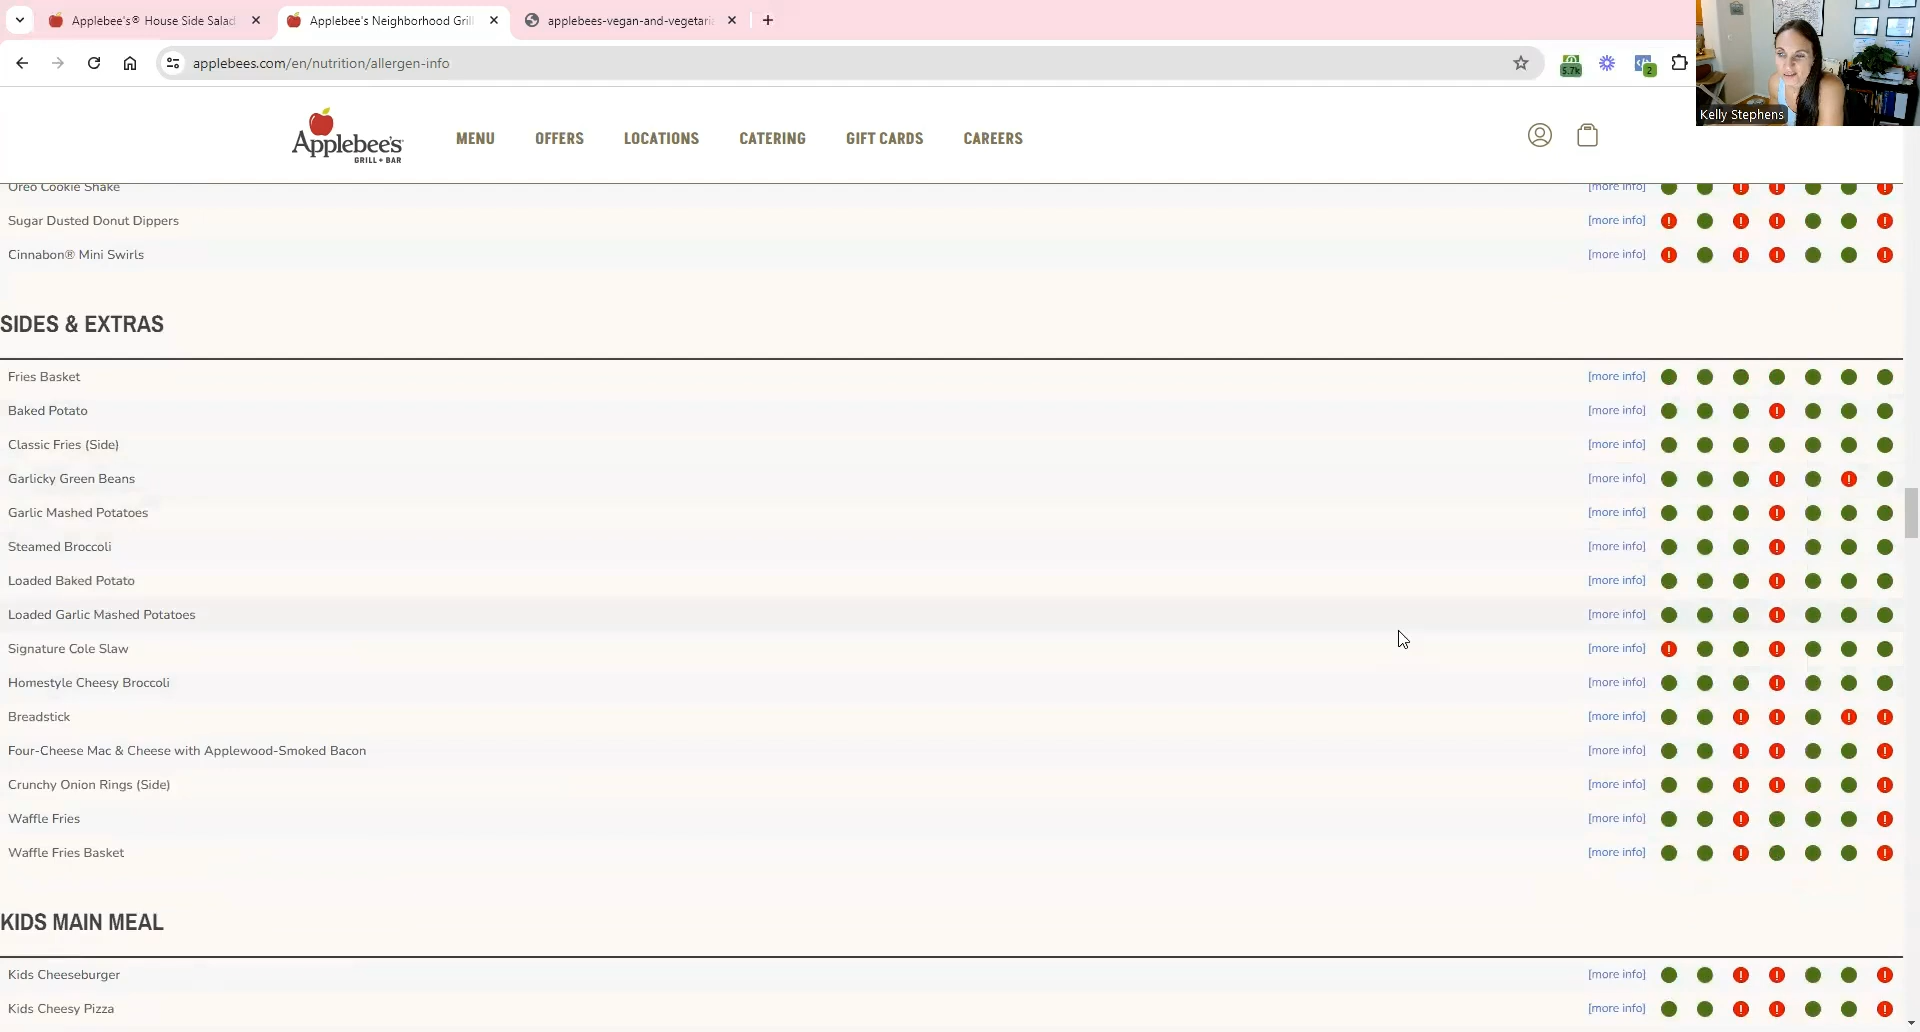 Applebee's® House Side Salad
Applebee's Neighborhood Gril
applebees-vegan-and-vegetaria
applebees.com/en/nutrition/allergen-info
5.7k
2
Kelly Stephens
Applebee's
GRILL + BAR
MENU
OFFERS
LOCATIONS
CATERING
GIFT CARDS
CAREERS
Oreo Cookie Shake [more info] ! ! !
Sugar Dusted Donut Dippers [more info] ! ! ! !
Cinnabon® Mini Swirls [more info] ! ! ! !
SIDES & EXTRAS
Fries Basket [more info]
Baked Potato [more info] !
Classic Fries (Side) [more info]
Garlicky Green Beans [more info] ! !
Garlic Mashed Potatoes [more info] !
Steamed Broccoli [more info] !
Loaded Baked Potato [more info] !
Loaded Garlic Mashed Potatoes [more info] !
Signature Cole Slaw [more info] ! !
Homestyle Cheesy Broccoli [more info] !
Breadstick [more info] ! ! ! !
Four-Cheese Mac & Cheese with Applewood-Smoked Bacon [more info] ! ! !
Crunchy Onion Rings (Side) [more info] ! ! !
Waffle Fries [more info] ! !
Waffle Fries Basket [more info] ! !
KIDS MAIN MEAL
Kids Cheeseburger [more info] ! ! !
Kids Cheesy Pizza [more info] ! ! !